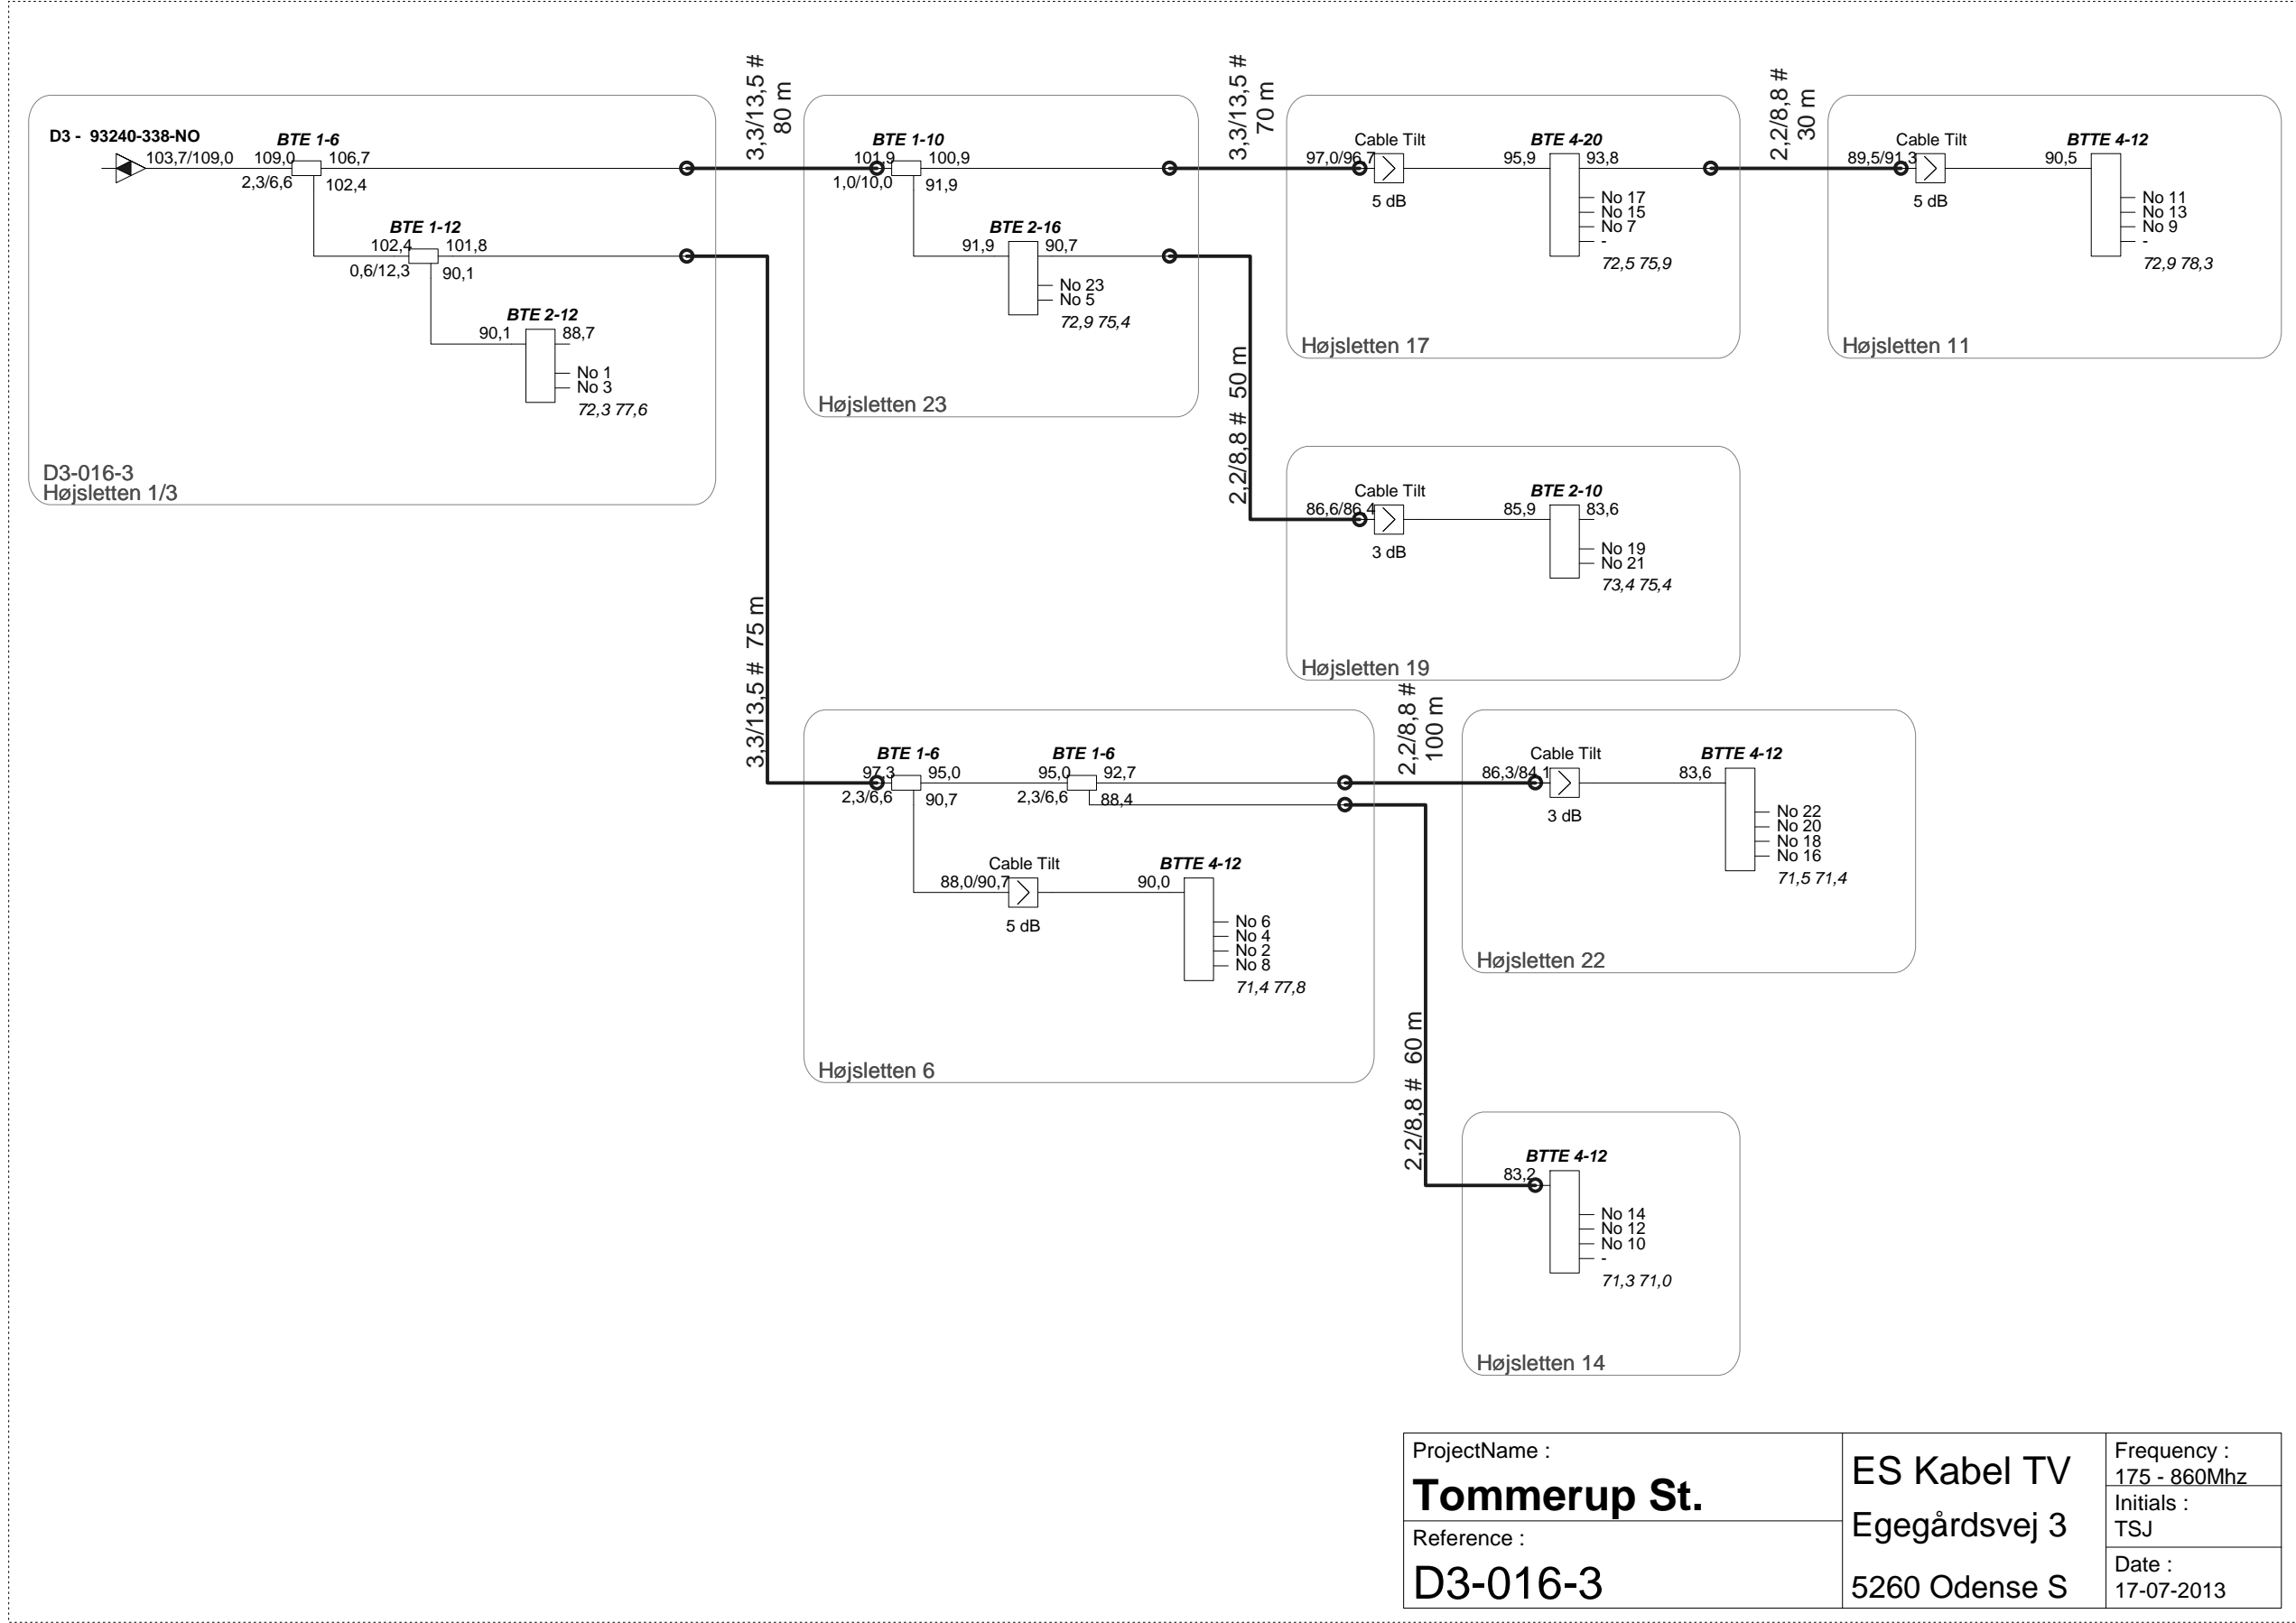 3,3/13,5 #
80 m
3,3/13,5 #
70 m
2,2/8,8 #
30 m
D3 - 93240-338-NO
103,7/109,0
BTE 1-6
109,0 106,7
2,3/6,6 102,4
BTE 1-12
102,4 101,8
0,6/12,3 90,1
BTE 2-12
90,1 88,7
No 1
No 3
72,3 77,6
D3-016-3
Højsletten 1/3
BTE 1-10
101,9 100,9
1,0/10,0 91,9
BTE 2-16
91,9 90,7
No 23
No 5
72,9 75,4
Højsletten 23
Cable Tilt
97,0/96,7
5 dB
BTE 4-20
95,9 93,8
No 17
No 15
No 7
-
72,5 75,9
Højsletten 17
Cable Tilt
89,5/91,3
5 dB
BTTE 4-12
90,5
No 11
No 13
No 9
-
72,9 78,3
Højsletten 11
2,2/8,8 # 50 m
Cable Tilt
86,6/86,4
3 dB
BTE 2-10
85,9 83,6
No 19
No 21
73,4 75,4
Højsletten 19
3,3/13,5 # 75 m
BTE 1-6
97,3 95,0
2,3/6,6 90,7
BTE 1-6
95,0 92,7
2,3/6,6 88,4
Cable Tilt
88,0/90,7
5 dB
BTTE 4-12
90,0
No 6
No 4
No 2
No 8
71,4 77,8
Højsletten 6
2,2/8,8 #
100 m
Cable Tilt
86,3/84,1
3 dB
BTTE 4-12
83,6
No 22
No 20
No 18
No 16
71,5 71,4
Højsletten 22
2,2/8,8 # 60 m
BTTE 4-12
83,2
No 14
No 12
No 10
-
71,3 71,0
Højsletten 14
ProjectName :
Tommerup St.
Reference :
D3-016-3
ES Kabel TV
Egegårdsvej 3
5260 Odense S
Frequency :
175 - 860Mhz
Initials :
TSJ
Date :
17-07-2013